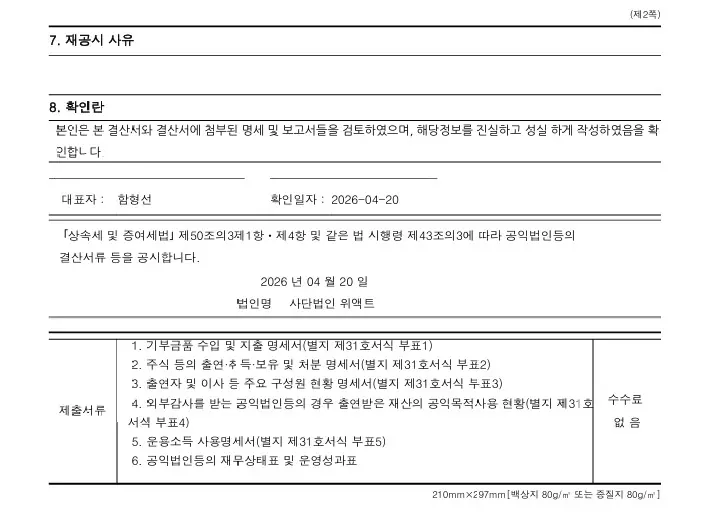 (제2쪽)
7. 재공시 사유
8. 확인란
본인은 본 결산서와 결산서에 첨부된 명세 및 보고서들을 검토하였으며, 해당정보를 진실하고 성실 하게 작성하였음을 확
인합니다
대표자 : 함형선 확인일자 : 2026-04-20
「상속세 및 증여세법」제50조의3제1항·제4항 및 같은 법 시행령 제43조의3에 따라 공익법인등의
결산서류 등을 공시합니다.
2026 년 04 월 20 일
법인명 사단법인 위액트
제출서류
1. 기부금품 수입 및 지출 명세서(별지 제31호서식 부표1)
2. 주식 등의 출연·취득·보유 및 처분 명세서(별지 제31호서식 부표2)
3. 출연자 및 이사 등 주요 구성원 현황 명세서(별지 제31호서식 부표3)
4. 외부감사를 받는 공익법인등의 경우 출연받은 재산의 공익목적사용 현황(별지 제31호
서식 부표4)
5. 운용소득 사용명세서(별지 제31호서식 부표5)
6. 공익법인등의 재무상태표 및 운영성과표
수수료
없 음
210mm×297mm[백상지 80g/㎡ 또는 중질지 80g/㎡]